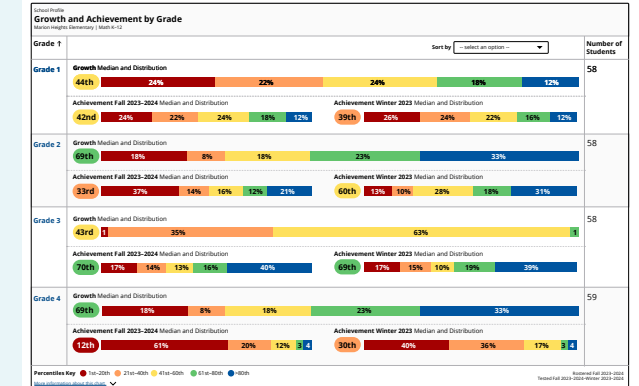 School Profile
Growth and Achievement by Grade
Marion Heights Elementary | Math K–12
Grade ↑
Sort by -- select an option --
Number of
Students
Grade 1
Growth Median and Distribution
58
44th 24% 22% 24% 18% 12%
Achievement Fall 2023–2024 Median and Distribution
Achievement Winter 2023 Median and Distribution
42nd 24% 22% 24% 18% 12%
39th 26% 24% 22% 16% 12%
Grade 2
Growth Median and Distribution
58
69th 18% 8% 18% 23% 33%
Achievement Fall 2023–2024 Median and Distribution
Achievement Winter 2023 Median and Distribution
33rd 37% 14% 16% 12% 21%
60th 13% 10% 28% 18% 31%
Grade 3
Growth Median and Distribution
58
43rd 1 35% 63% 1
Achievement Fall 2023–2024 Median and Distribution
Achievement Winter 2023 Median and Distribution
70th 17% 14% 13% 16% 40%
69th 17% 15% 10% 19% 39%
Grade 4
Growth Median and Distribution
59
69th 18% 8% 18% 23% 33%
Achievement Fall 2023–2024 Median and Distribution
Achievement Winter 2023 Median and Distribution
12th 61% 20% 12% 3 4
30th 40% 36% 17% 3 4
Percentiles Key 1st–20th 21st–40th 41st–60th 61st–80th >80th
More information about this chart
Rostered Fall 2023–2024
Tested Fall 2023–2024–Winter 2023–2024